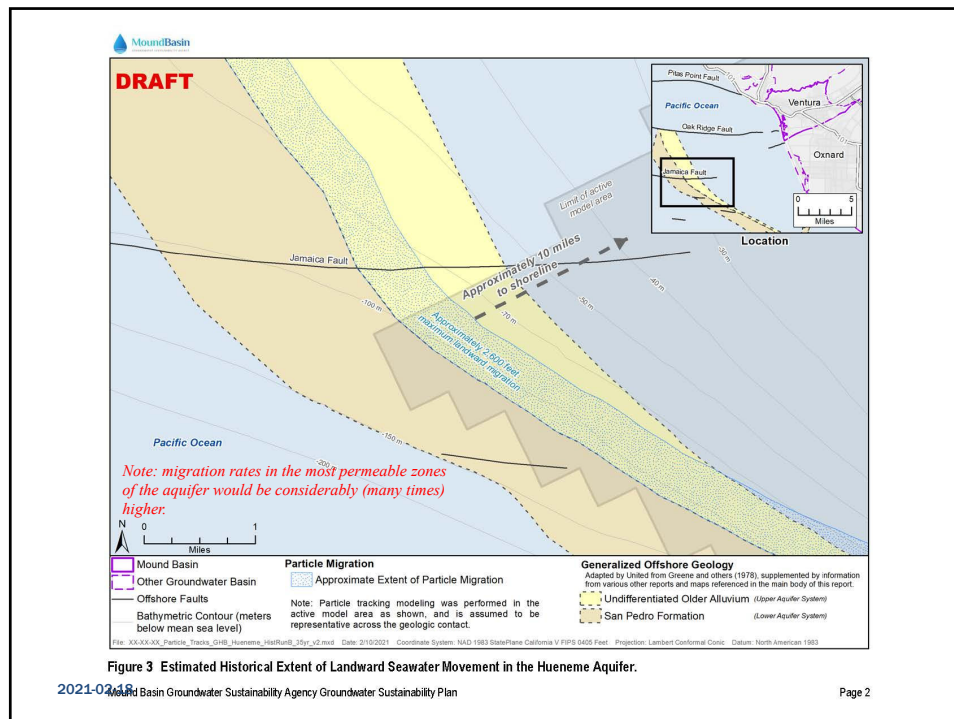 MoundBasin
DRAFT
Pitas Point Fault
101
Ventura
Pacific Ocean
Oak Ridge Fault
101
Oxnard
Jamaica Fault
0 5
Miles
Location
Limit of active
model area
Approximately 10 miles
to shoreline
Jamaica Fault
-30 m
-40 m
-50 m
-70 m
-100 m
Approximately 2,600 feet
maximum landward migration
-150 m
-200 m
Pacific Ocean
Note: migration rates in the most permeable zones
of the aquifer would be considerably (many times)
higher.
N
0 1
Miles
Mound Basin
Other Groundwater Basin
Offshore Faults
Bathymetric Contour (meters
below mean sea level)
Particle Migration
Approximate Extent of Particle Migration
Note: Particle tracking modeling was performed in the
active model area as shown, and is assumed to be
representative across the geologic contact.
Generalized Offshore Geology
Adapted by United from Greene and others (1978), supplemented by information
from various other reports and maps referenced in the main body of this report.
Undifferentiated Older Alluvium (Upper Aquifer System)
San Pedro Formation (Lower Aquifer System)
File: XX-XX-XX_Particle_Tracks_GHB_Hueneme_HistRunB_35yr_v2.mxd Date: 2/10/2021 Coordinate System: NAD 1983 StatePlane California V FIPS 0405 Feet Projection: Lambert Conformal Conic Datum: North American 1983
Figure 3 Estimated Historical Extent of Landward Seawater Movement in the Hueneme Aquifer.
2021-02-18
Mound Basin Groundwater Sustainability Agency Groundwater Sustainability Plan Page 2